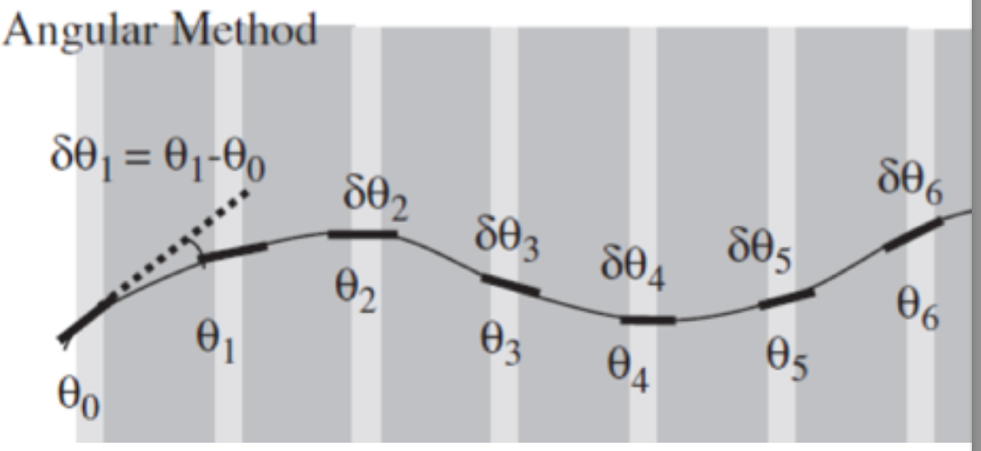 Angular Method
δθ₁ = θ₁-θ₀
δθ₂
δθ₃
δθ₄
δθ₅
δθ₆
θ₀
θ₁
θ₂
θ₃
θ₄
θ₅
θ₆